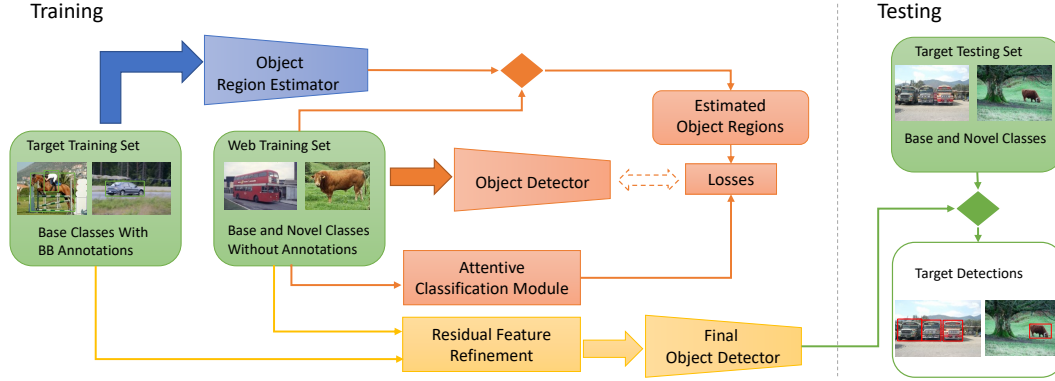 Training
Testing
Object
Region Estimator
Target Testing Set
Base and Novel Classes
Estimated
Object Regions
Target Training Set
Base Classes With
BB Annotations
Web Training Set
Base and Novel Classes
Without Annotations
Object Detector
Losses
Attentive
Classification Module
Residual Feature
Refinement
Final
Object Detector
Target Detections